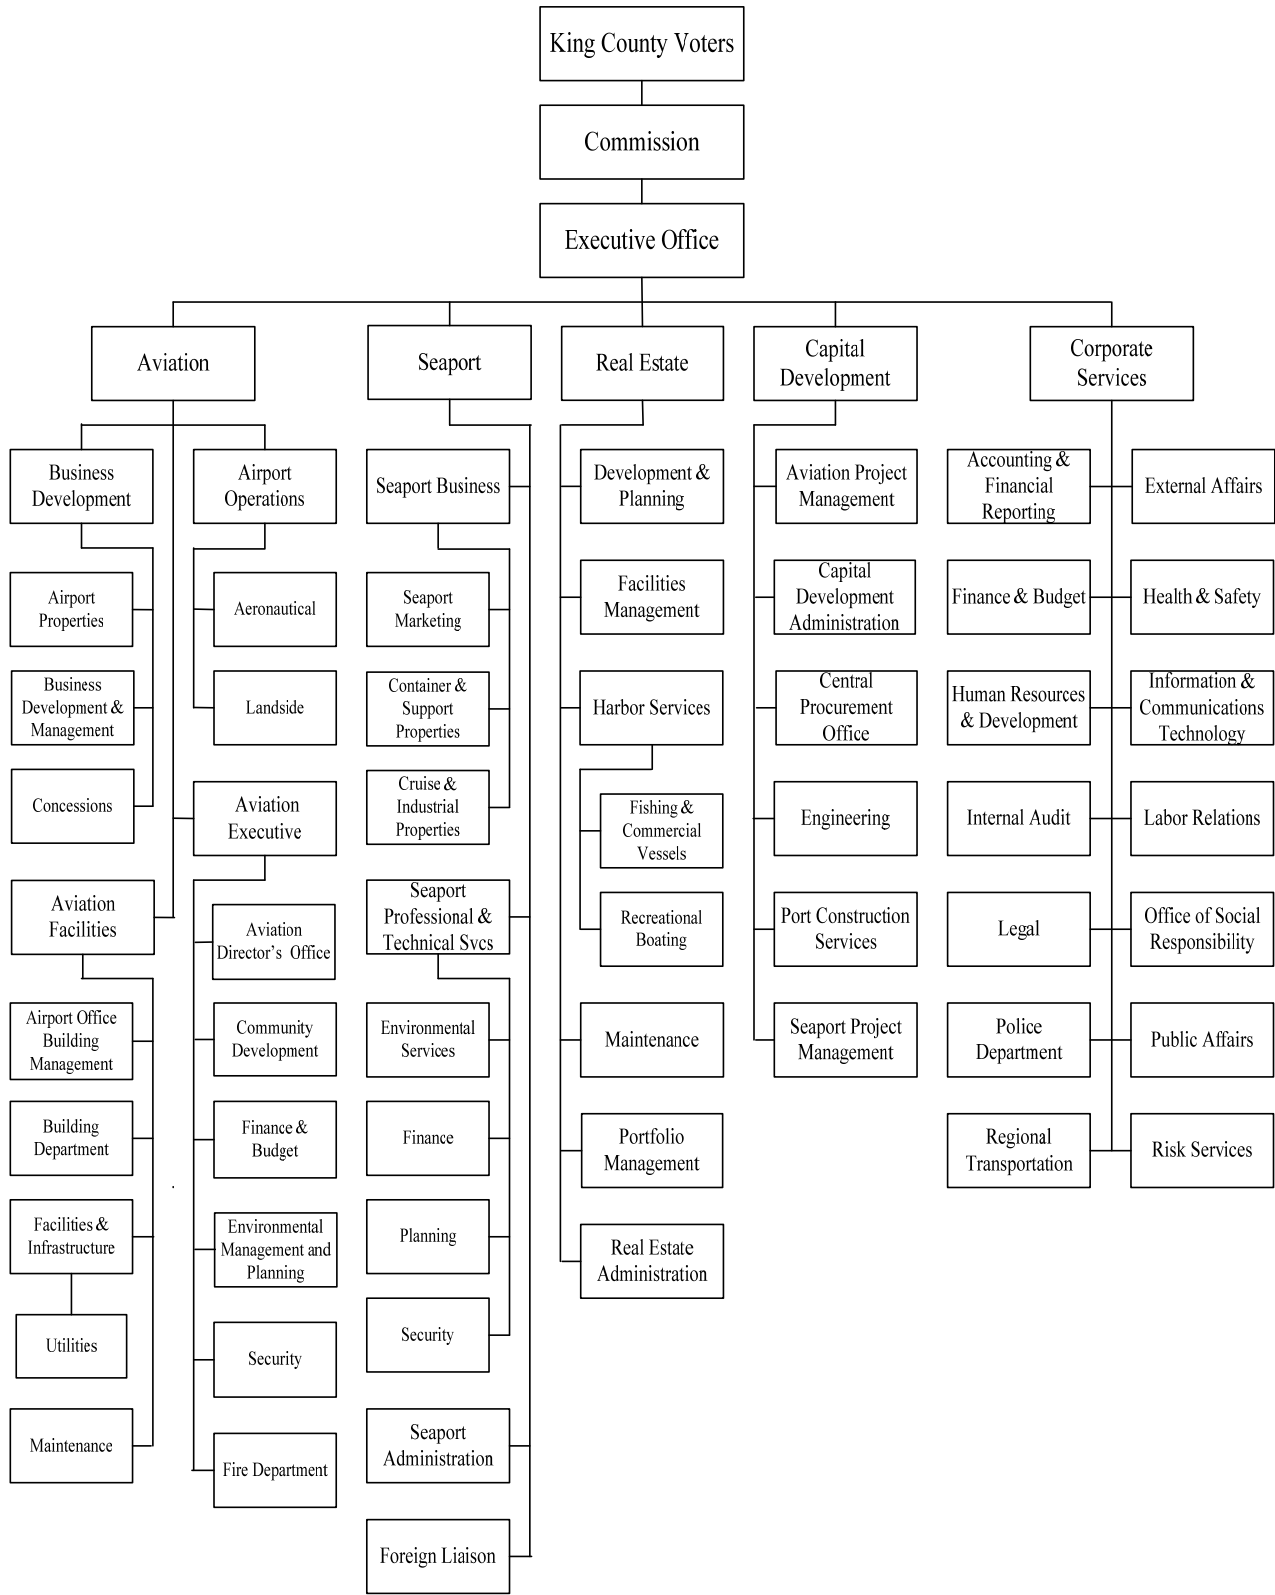 King County Voters
Commission
Executive Office
Aviation
Seaport
Real Estate
Capital
Development
Corporate
Services
Business
Development
Airport
Operations
Airport
Properties
Business
Development &
Management
Concessions
Aeronautical
Landside
Aviation
Executive
Aviation
Facilities
Airport Office
Building
Management
Building
Department
Facilities &
Infrastructure
Utilities
Maintenance
Aviation
Director's Office
Community
Development
Finance &
Budget
Environmental
Management and
Planning
Security
Fire Department
Seaport Business
Seaport
Marketing
Container &
Support
Properties
Cruise &
Industrial
Properties
Seaport
Professional &
Technical Svcs
Environmental
Services
Finance
Planning
Security
Seaport
Administration
Foreign Liaison
Development &
Planning
Facilities
Management
Harbor Services
Fishing &
Commercial
Vessels
Recreational
Boating
Maintenance
Portfolio
Management
Real Estate
Administration
Aviation Project
Management
Capital
Development
Administration
Central
Procurement
Office
Engineering
Port Construction
Services
Seaport Project
Management
Accounting &
Financial
Reporting
External Affairs
Finance & Budget
Health & Safety
Human Resources
& Development
Information &
Communications
Technology
Internal Audit
Labor Relations
Legal
Office of Social
Responsibility
Police
Department
Public Affairs
Regional
Transportation
Risk Services